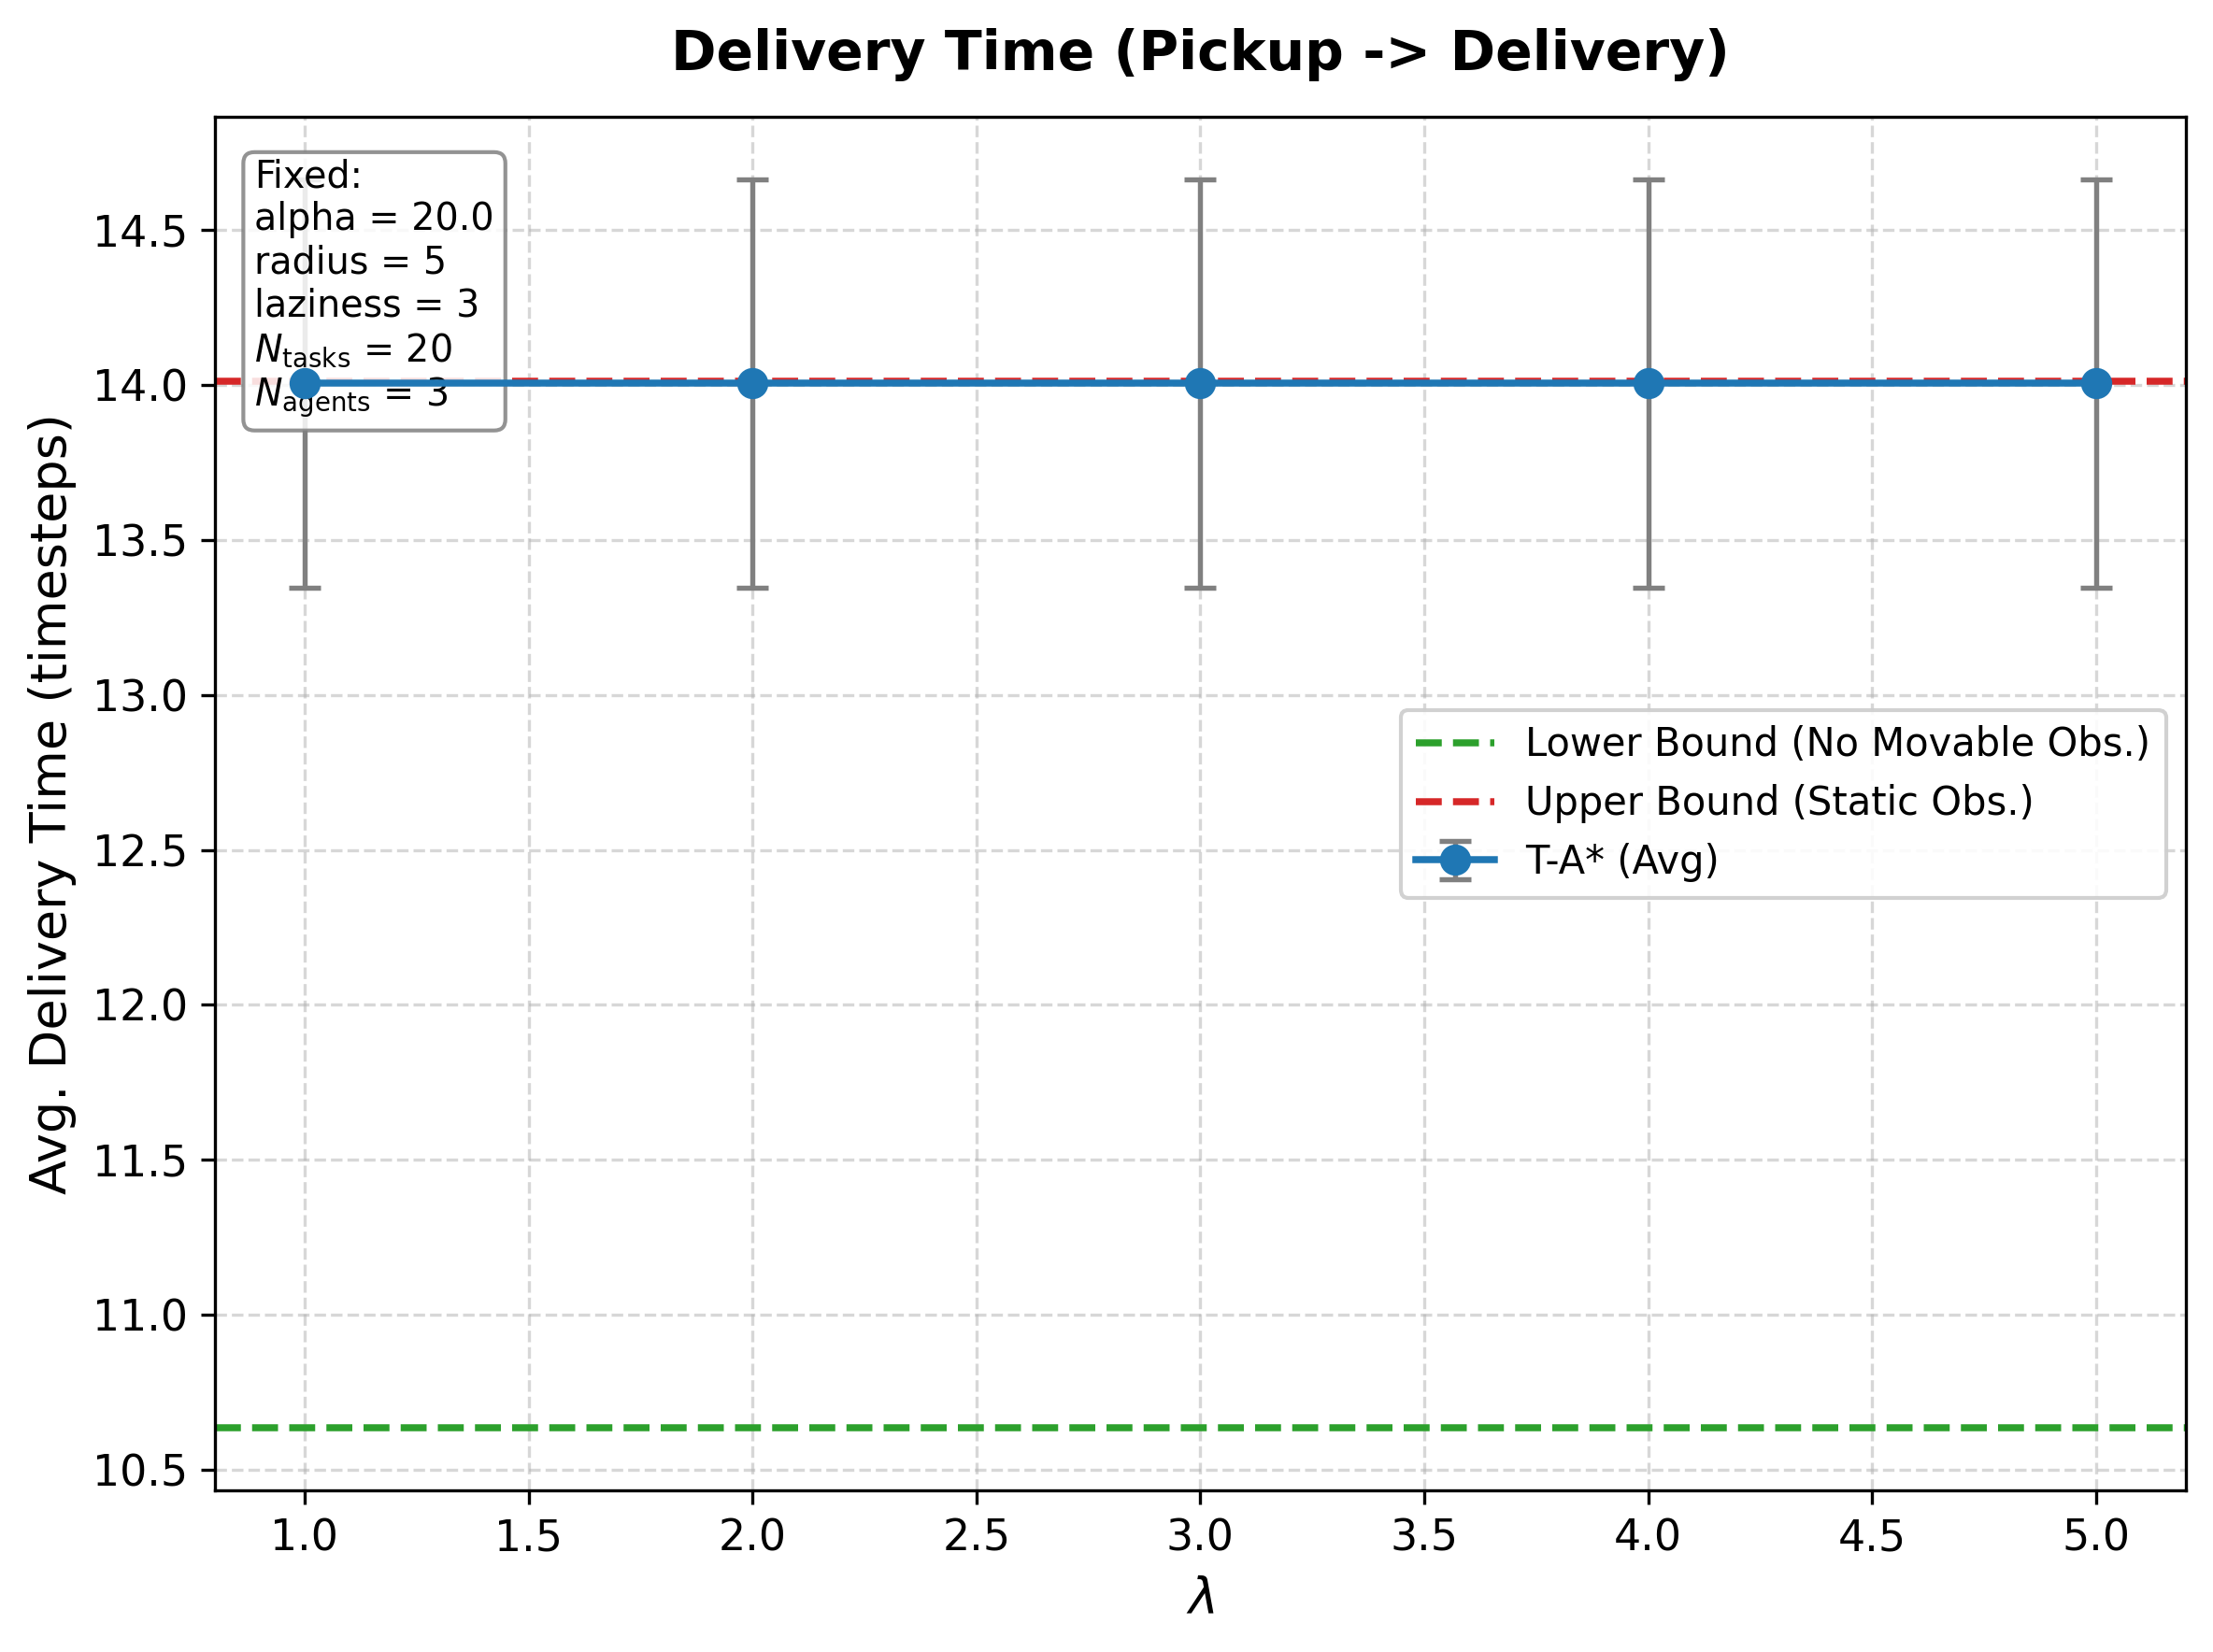 Delivery Time (Pickup -> Delivery)
Fixed:
alpha = 20.0
radius = 5
laziness = 3
N_tasks = 20
N_agents = 3
14.5
14.0
13.5
13.0
12.5
12.0
11.5
11.0
10.5
Avg. Delivery Time (timesteps)
Lower Bound (No Movable Obs.)
Upper Bound (Static Obs.)
T-A* (Avg)
1.0 1.5 2.0 2.5 3.0 3.5 4.0 4.5 5.0
λ